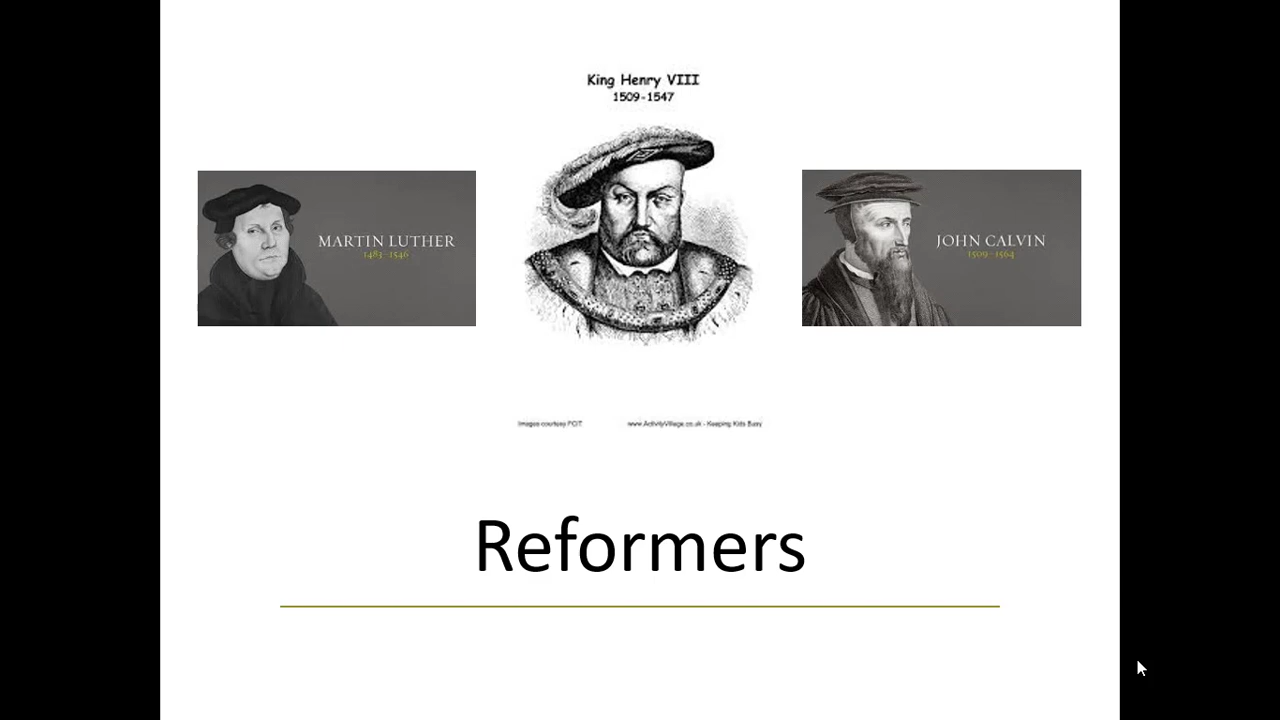 King Henry VIII
1509-1547
MARTIN LUTHER
1483–1546
JOHN CALVIN
1509–1564
Images courtesy FCIT
www.ActivityVillage.co.uk - Keeping Kids Busy
Reformers